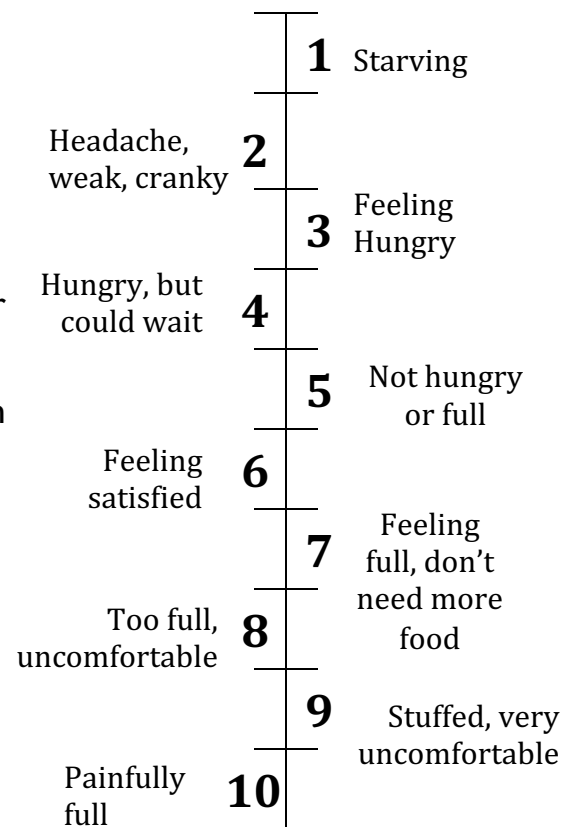 1 Starving
Headache,
weak, cranky
2
Feeling
3 Hungry
Hungry, but
could wait
4
5 Not hungry
or full
Feeling
satisfied
6
7 Feeling
full, don’t
need more
food
Too full,
uncomfortable
8
9 Stuffed, very
uncomfortable
Painfully
full
10